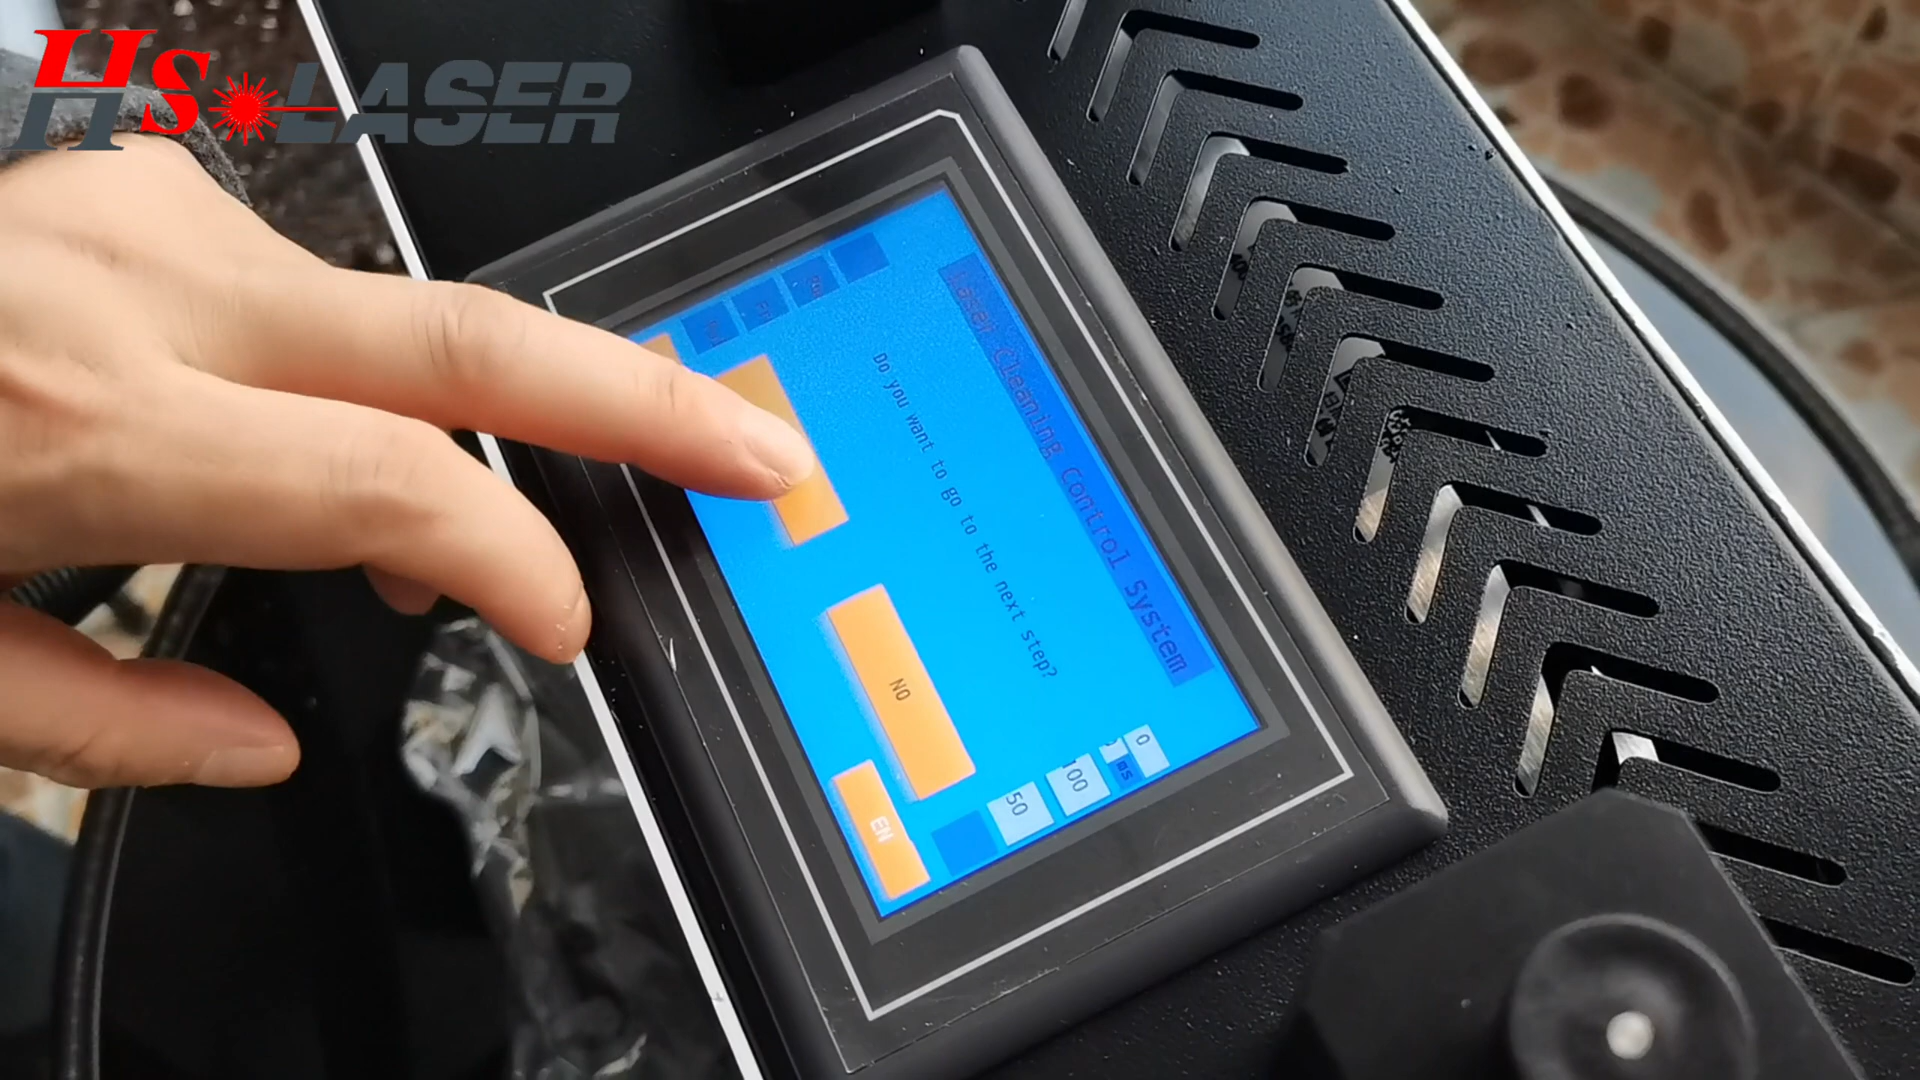 HS LASER
Laser Cleaning Control System
Do you want to go to the next step?
NO
EN
0
ms
100
50